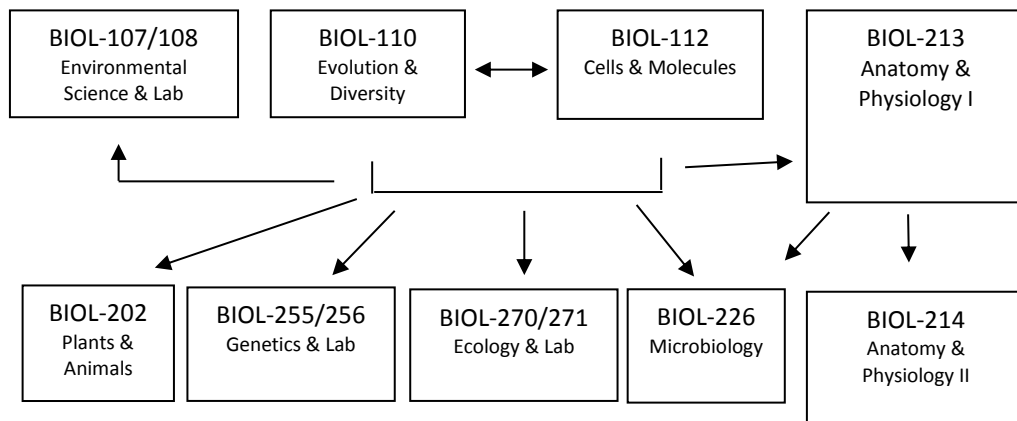 BIOL-107/108
Environmental
Science & Lab
BIOL-110
Evolution &
Diversity
BIOL-112
Cells & Molecules
BIOL-213
Anatomy &
Physiology I
BIOL-202
Plants &
Animals
BIOL-255/256
Genetics & Lab
BIOL-270/271
Ecology & Lab
BIOL-226
Microbiology
BIOL-214
Anatomy &
Physiology II